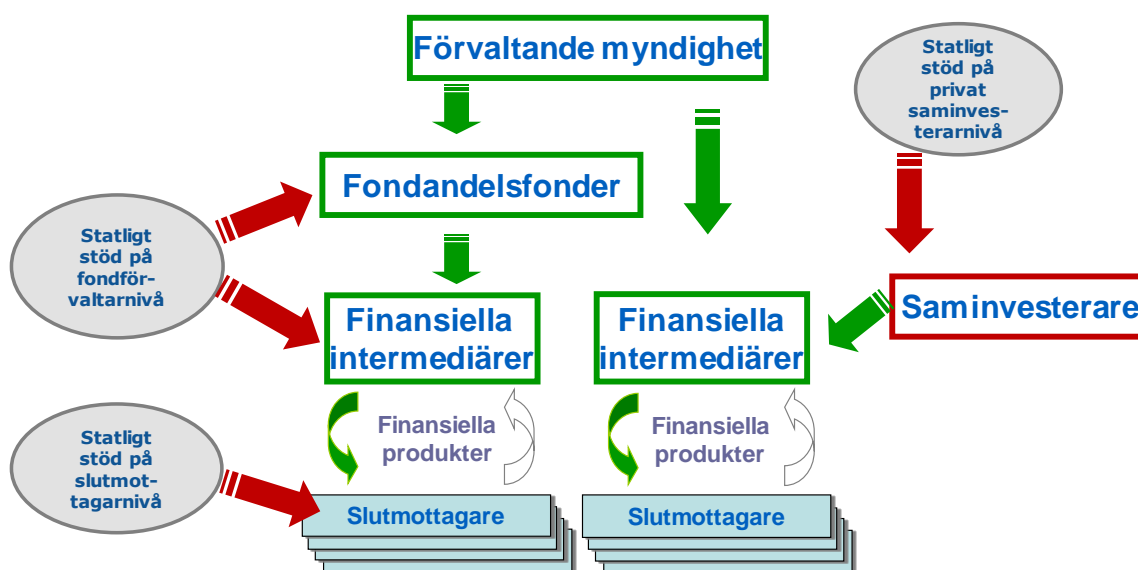 Förvaltande myndighet
Statligt
stöd på
privat
saminves-
terarnivå
Fondandelsfonder
Statligt
stöd på
fondför-
valtarnivå
Finansiella
intermediärer
Finansiella
intermediärer
Saminvesterare
Finansiella
produkter
Finansiella
produkter
Statligt
stöd på
slutmot-
tagarnivå
Slutmottagare
Slutmottagare